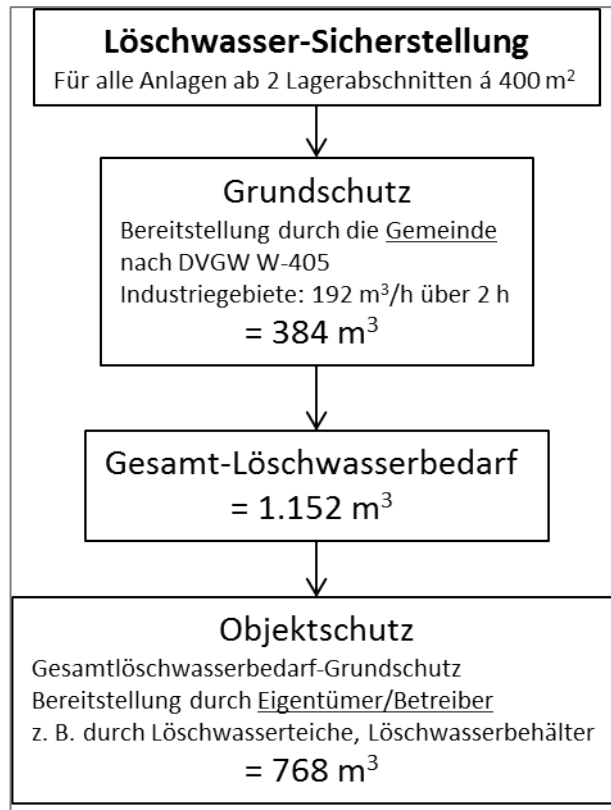 Löschwasser-Sicherstellung
Für alle Anlagen ab 2 Lagerabschnitten á 400 m²
Grundschutz
Bereitstellung durch die Gemeinde
nach DVGW W-405
Industriegebiete: 192 m³/h über 2 h
= 384 m³
Gesamt-Löschwasserbedarf
= 1.152 m³
Objektschutz
Gesamtlöschwasserbedarf-Grundschutz
Bereitstellung durch Eigentümer/Betreiber
z. B. durch Löschwasserteiche, Löschwasserbehälter
= 768 m³